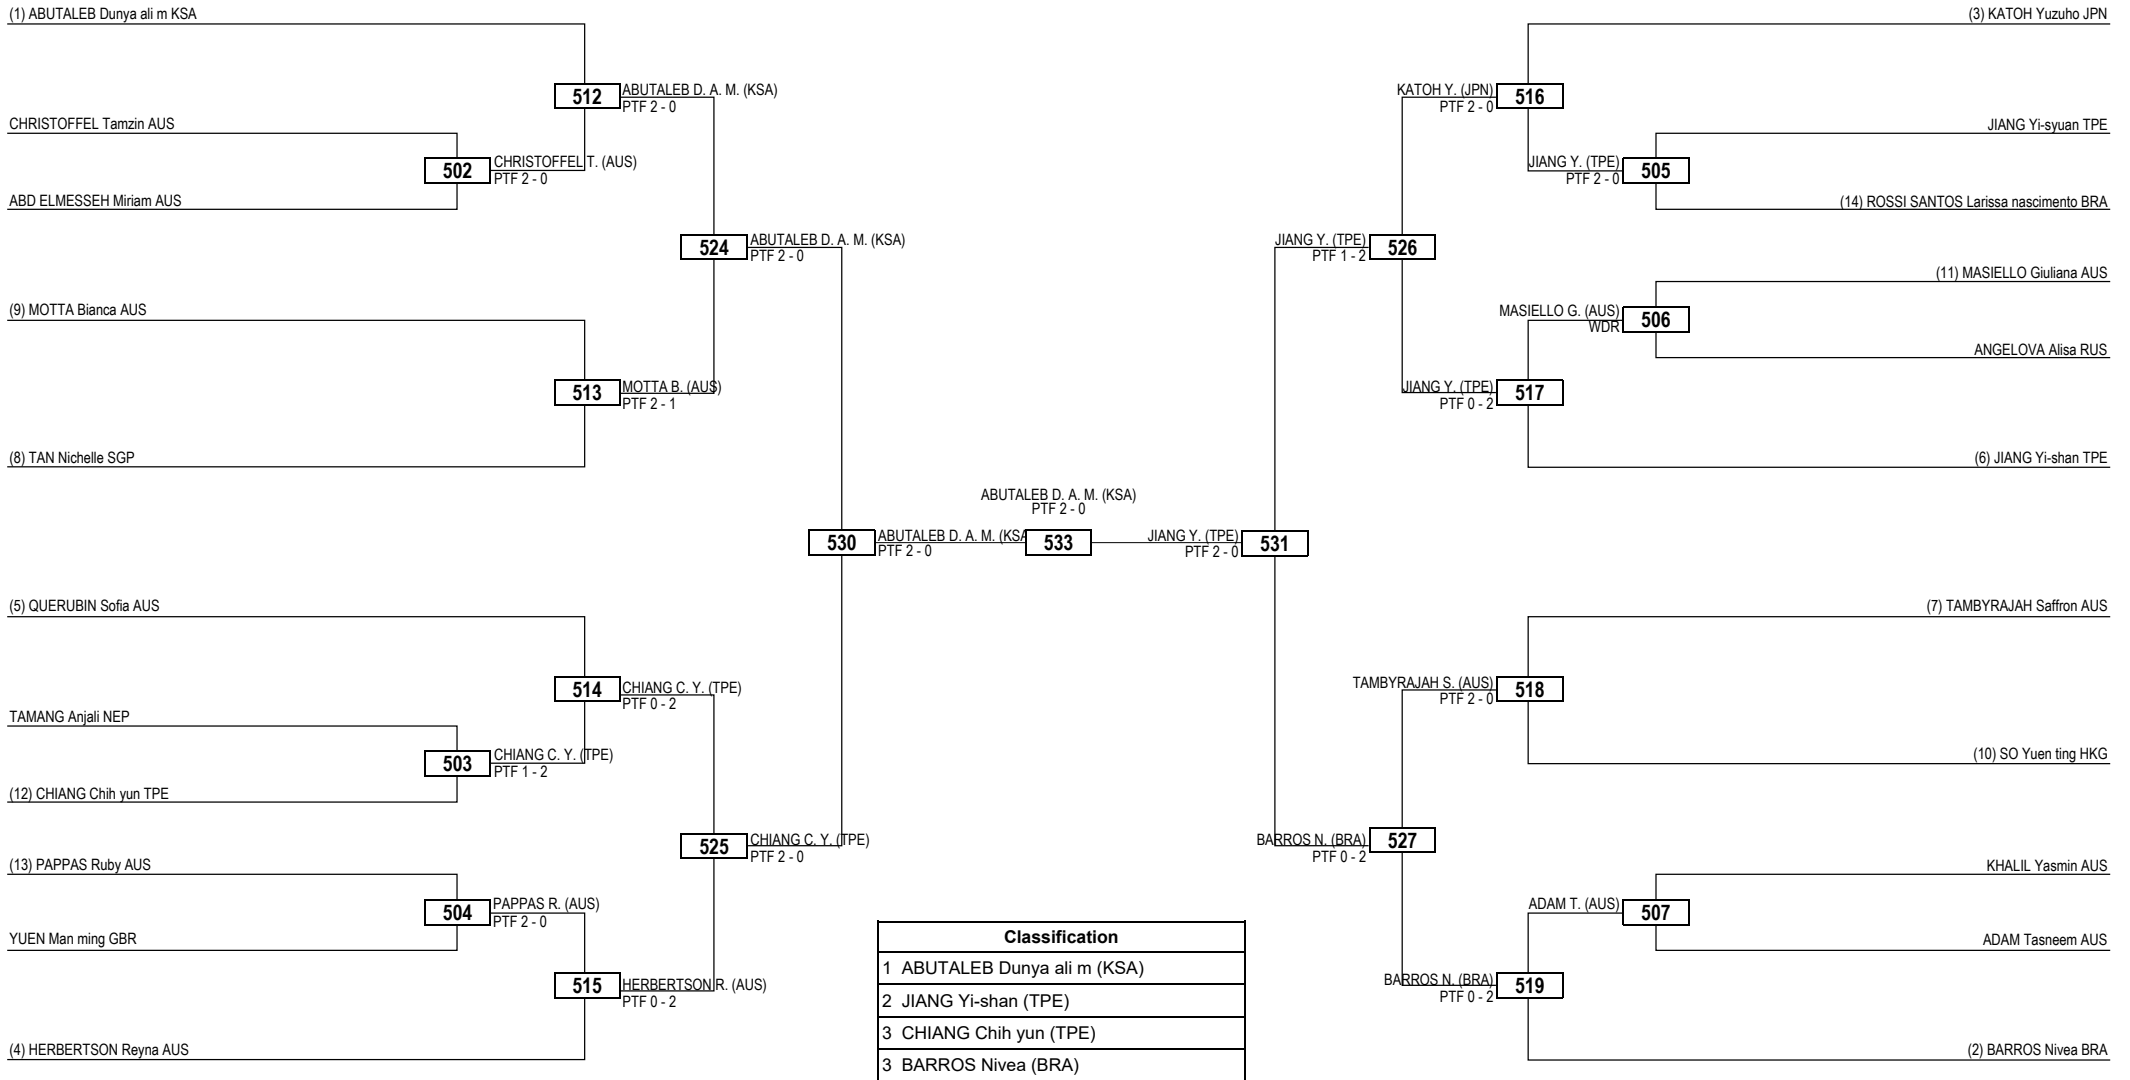 (1) ABUTALEB Dunya ali m KSA
512
ABUTALEB D. A. M. (KSA)
PTF 2 - 0
CHRISTOFFEL Tamzin AUS
502
CHRISTOFFEL T. (AUS)
PTF 2 - 0
ABD ELMESSEH Miriam AUS
524
ABUTALEB D. A. M. (KSA)
PTF 2 - 0
(9) MOTTA Bianca AUS
513
MOTTA B. (AUS)
PTF 2 - 1
(8) TAN Nichelle SGP
530
ABUTALEB D. A. M. (KSA
PTF 2 - 0
(5) QUERUBIN Sofia AUS
514
CHIANG C. Y. (TPE)
PTF 0 - 2
TAMANG Anjali NEP
503
CHIANG C. Y. (TPE)
PTF 1 - 2
(12) CHIANG Chih yun TPE
525
CHIANG C. Y. (TPE)
PTF 2 - 0
(13) PAPPAS Ruby AUS
504
PAPPAS R. (AUS)
PTF 2 - 0
YUEN Man ming GBR
515
HERBERTSON R. (AUS)
PTF 0 - 2
(4) HERBERTSON Reyna AUS
ABUTALEB D. A. M. (KSA)
PTF 2 - 0
533
(3) KATOH Yuzuho JPN
KATOH Y. (JPN)
PTF 2 - 0
516
JIANG Yi-syuan TPE
JIANG Y. (TPE)
PTF 2 - 0
505
(14) ROSSI SANTOS Larissa nascimento BRA
JIANG Y. (TPE)
PTF 1 - 2
526
(11) MASIELLO Giuliana AUS
MASIELLO G. (AUS)
WDR
506
ANGELOVA Alisa RUS
JIANG Y. (TPE)
PTF 0 - 2
517
(6) JIANG Yi-shan TPE
JIANG Y. (TPE)
PTF 2 - 0
531
(7) TAMBYRAJAH Saffron AUS
TAMBYRAJAH S. (AUS)
PTF 2 - 0
518
(10) SO Yuen ting HKG
BARROS N. (BRA)
PTF 0 - 2
527
KHALIL Yasmin AUS
ADAM T. (AUS)
507
ADAM Tasneem AUS
BARROS N. (BRA)
PTF 0 - 2
519
(2) BARROS Nivea BRA
Classification
1 ABUTALEB Dunya ali m (KSA)
2 JIANG Yi-shan (TPE)
3 CHIANG Chih yun (TPE)
3 BARROS Nivea (BRA)